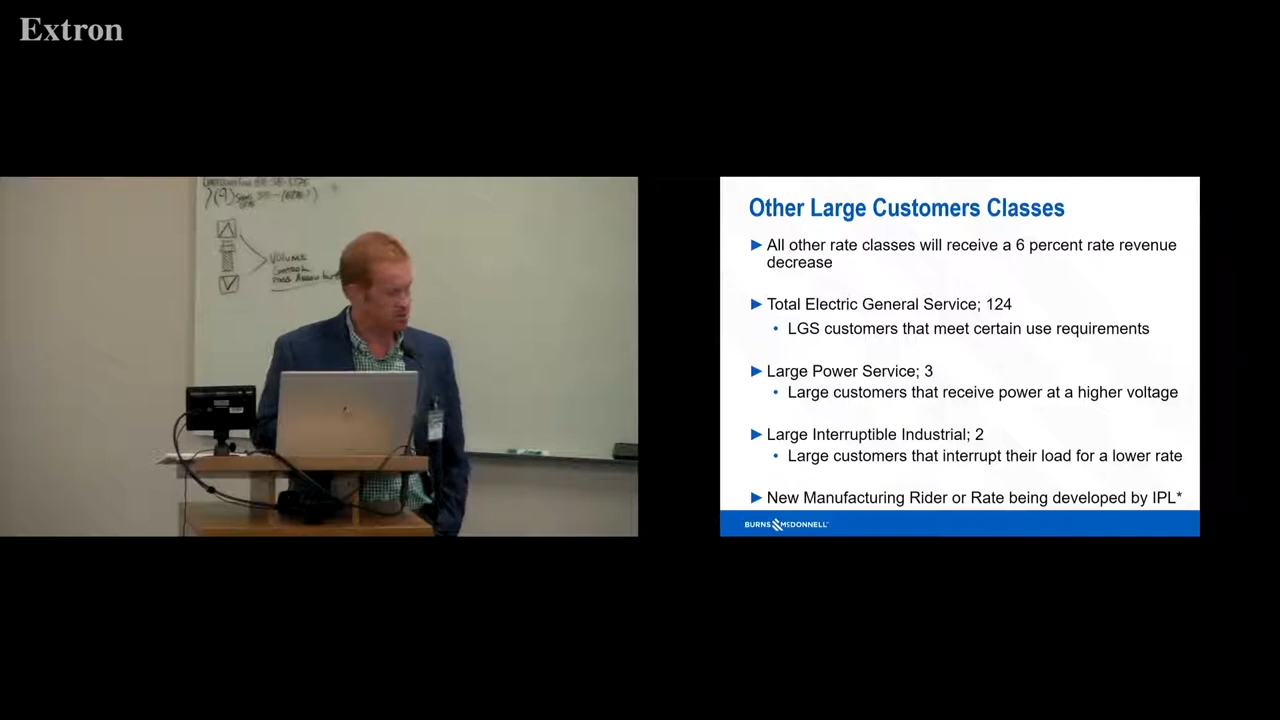 Extron
VOLUME
CONTROL
Other Large Customers Classes
All other rate classes will receive a 6 percent rate revenue
decrease
Total Electric General Service; 124
• LGS customers that meet certain use requirements
Large Power Service; 3
• Large customers that receive power at a higher voltage
Large Interruptible Industrial; 2
• Large customers that interrupt their load for a lower rate
New Manufacturing Rider or Rate being developed by IPL*
BURNS MCDONNELL